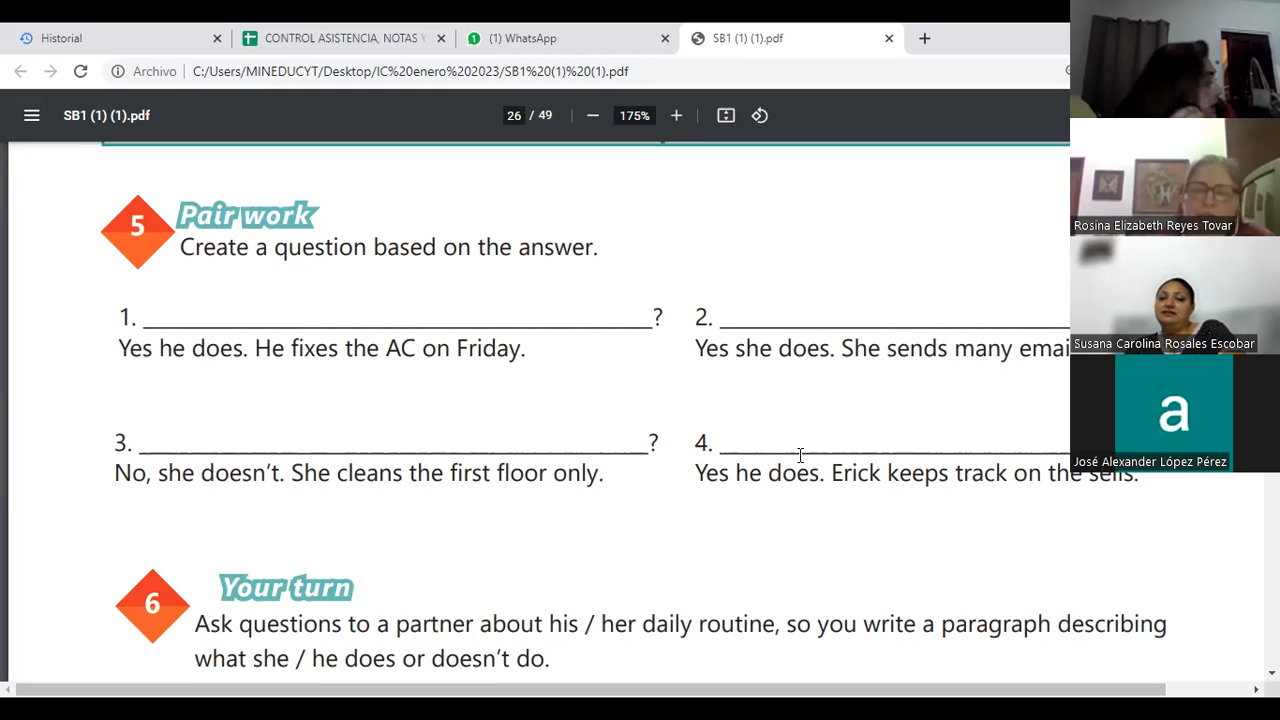 Historial
CONTROL ASISTENCIA, NOTAS Y
(1) WhatsApp
SB1 (1) (1).pdf
Archivo
C:/Users/MINEDUCYT/Desktop/IC%20enero%202023/SB1%20(1)%20(1).pdf
SB1 (1) (1).pdf
26 / 49
175%
5 Pair work
Create a question based on the answer.
1. ?
Yes he does. He fixes the AC on Friday.
2.
Yes she does. She sends many emai
3. ?
No, she doesn't. She cleans the first floor only.
4.
Yes he does. Erick keeps track on the sells.
6 Your turn
Ask questions to a partner about his / her daily routine, so you write a paragraph describing
what she / he does or doesn't do.
Rosina Elizabeth Reyes Tovar
Susana Carolina Rosales Escobar
a
José Alexander López Pérez